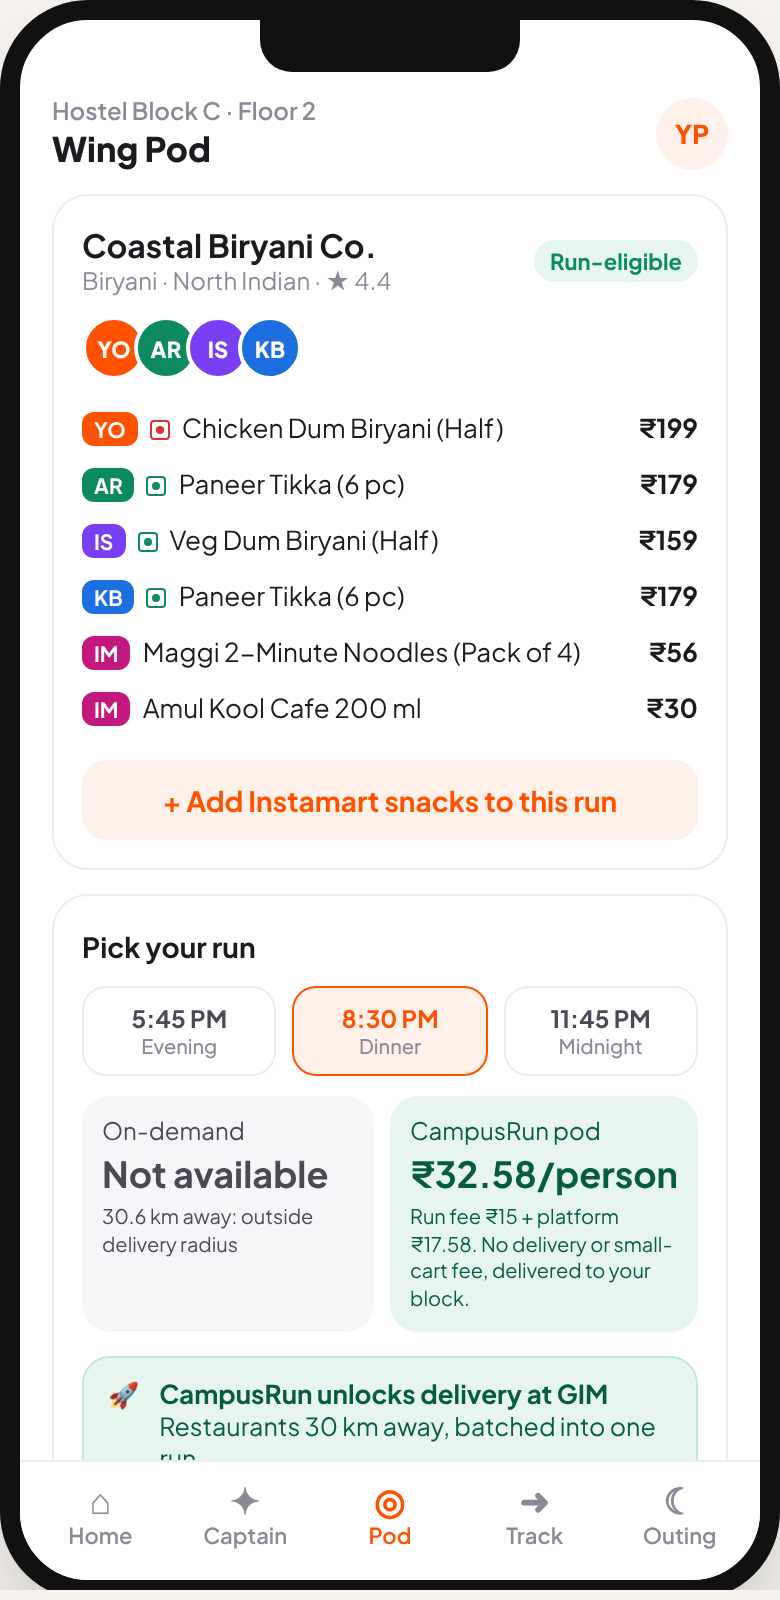 Hostel Block C · Floor 2
Wing Pod
YP
Coastal Biryani Co.
Biryani · North Indian · ★ 4.4
Run-eligible
YO AR IS KB
YO Chicken Dum Biryani (Half) ₹199
AR Paneer Tikka (6 pc) ₹179
IS Veg Dum Biryani (Half) ₹159
KB Paneer Tikka (6 pc) ₹179
IM Maggi 2-Minute Noodles (Pack of 4) ₹56
IM Amul Kool Cafe 200 ml ₹30
+ Add Instamart snacks to this run
Pick your run
5:45 PM
Evening
8:30 PM
Dinner
11:45 PM
Midnight
On-demand
Not available
30.6 km away: outside
delivery radius
CampusRun pod
₹32.58/person
Run fee ₹15 + platform
₹17.58. No delivery or small-
cart fee, delivered to your
block.
🚀 CampusRun unlocks delivery at GIM
Restaurants 30 km away, batched into one
run
Home Captain Pod Track Outing